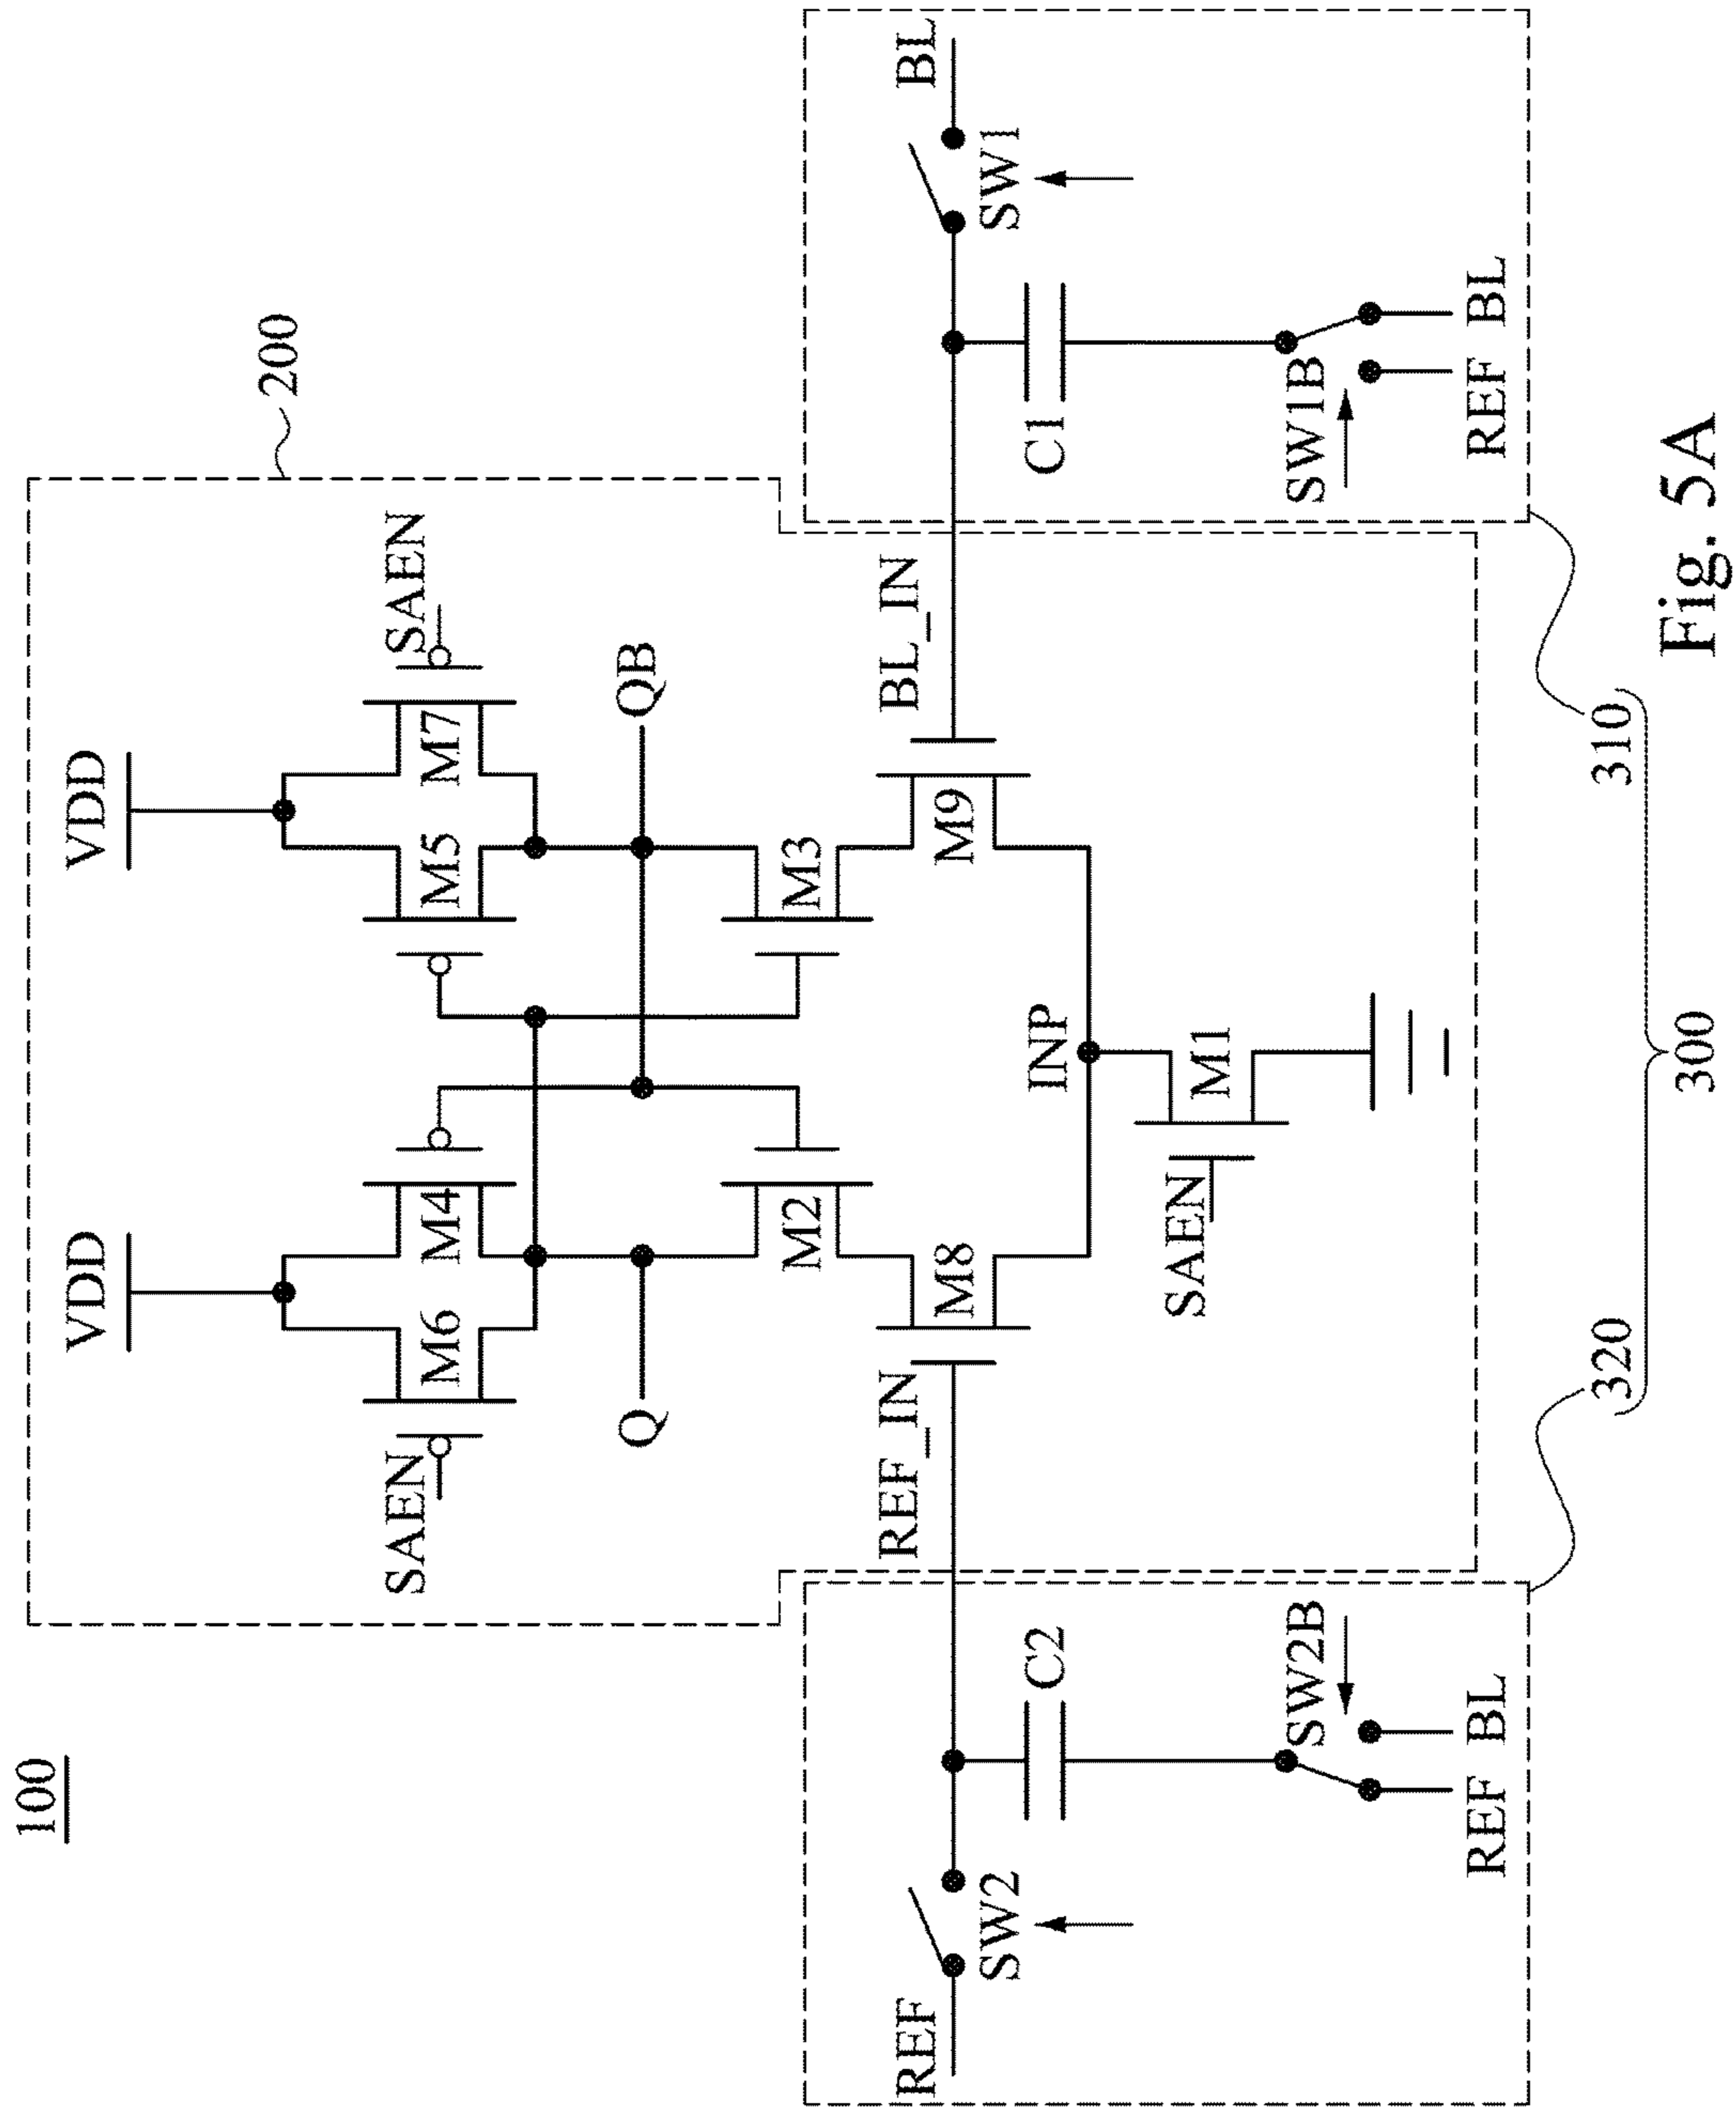 100
200
VDD
VDD
SAEN
M6
M4
M5
M7
SAEN
Q
QB
M2
M3
REF
SW2
REF_IN
M8
M9
BL_IN
SW1
BL
C2
INP
C1
SAEN
M1
SW2B
SW1B
REF
BL
REF
BL
320
310
300
Fig. 5A